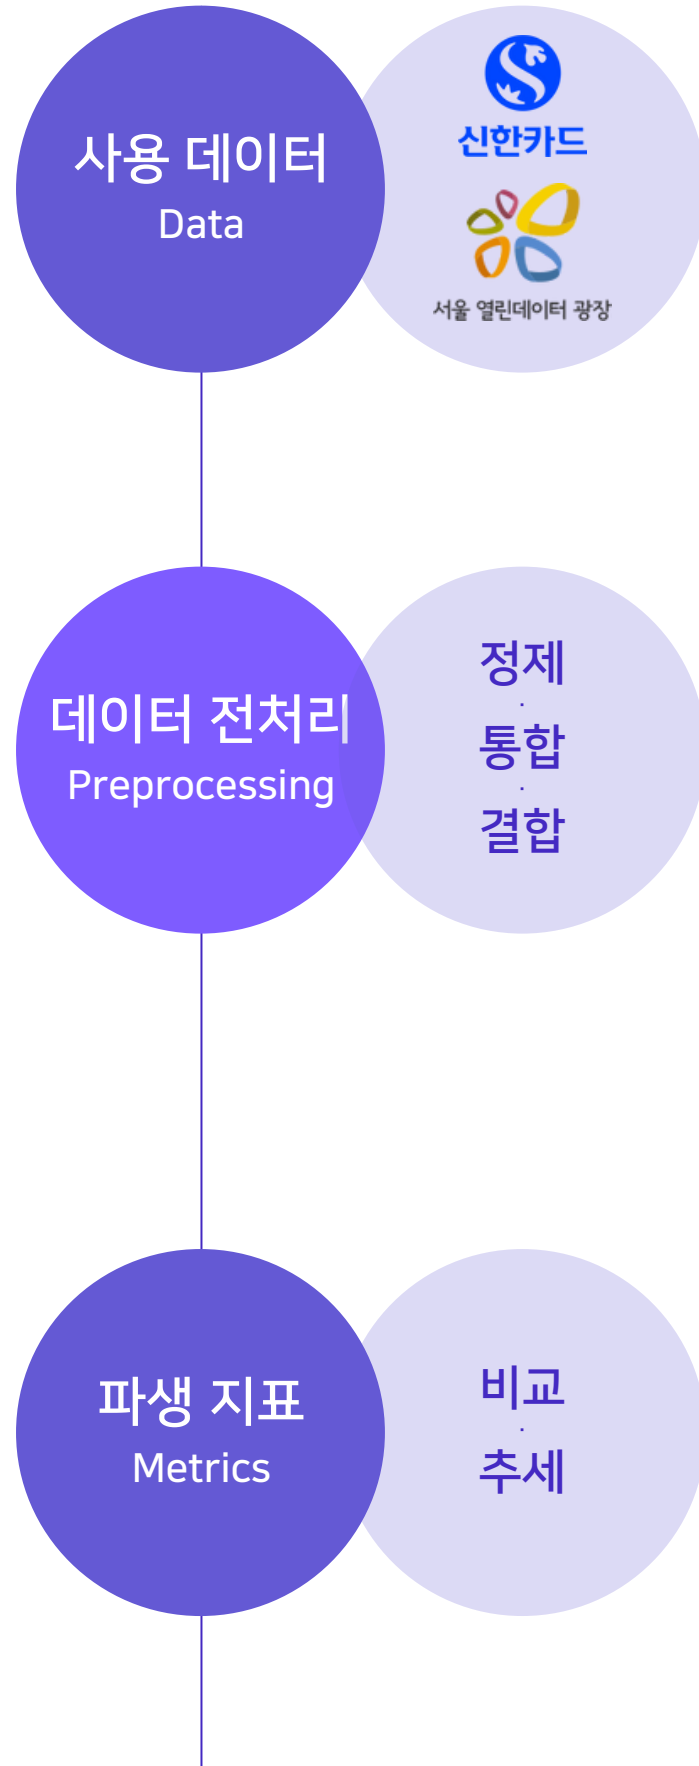 사용 데이터
Data
신한카드
서울 열린데이터 광장
데이터 전처리
Preprocessing
정제
·
통합
·
결합
파생 지표
Metrics
비교
·
추세